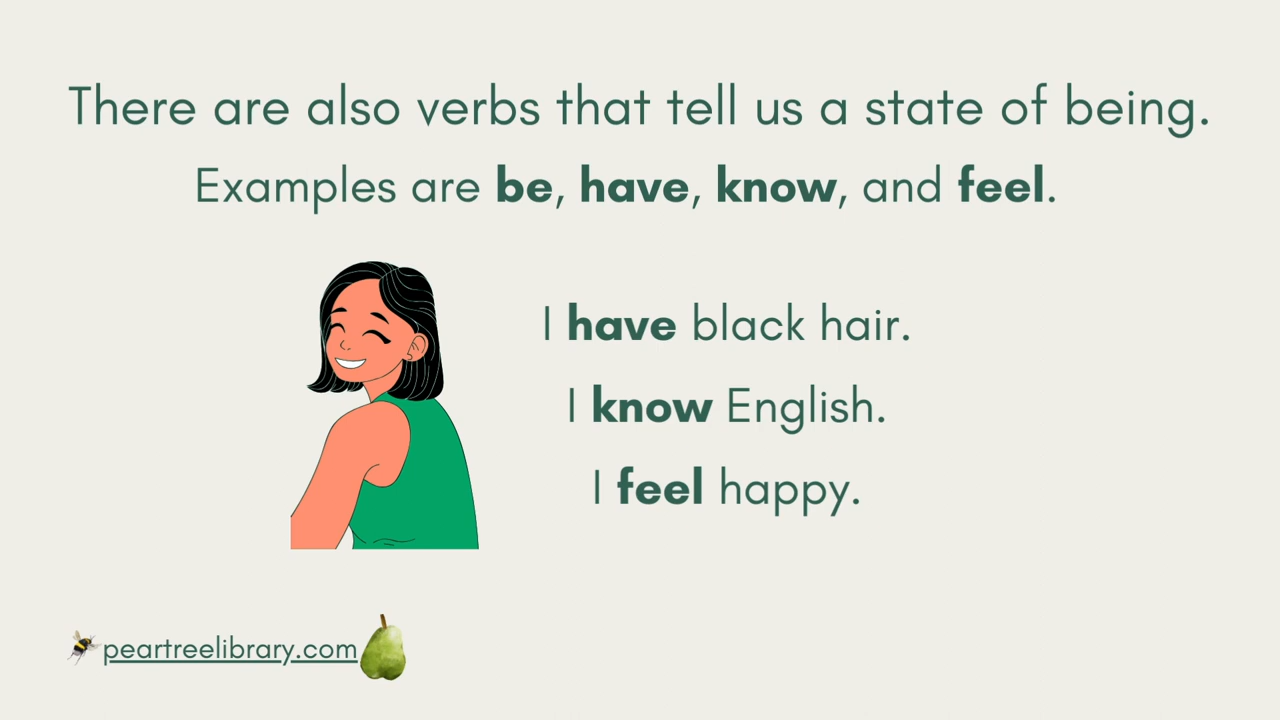 There are also verbs that tell us a state of being.
Examples are be, have, know, and feel.
I have black hair.
I know English.
I feel happy.
peartreelibrary.com